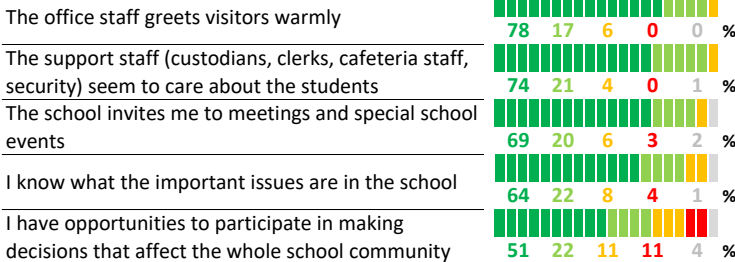 The office staff greets visitors warmly
78 17 6 0 0 %
The support staff (custodians, clerks, cafeteria staff,
security) seem to care about the students
74 21 4 0 1 %
The school invites me to meetings and special school
events
69 20 6 3 2 %
I know what the important issues are in the school
64 22 8 4 1 %
I have opportunities to participate in making
decisions that affect the whole school community
51 22 11 11 4 %